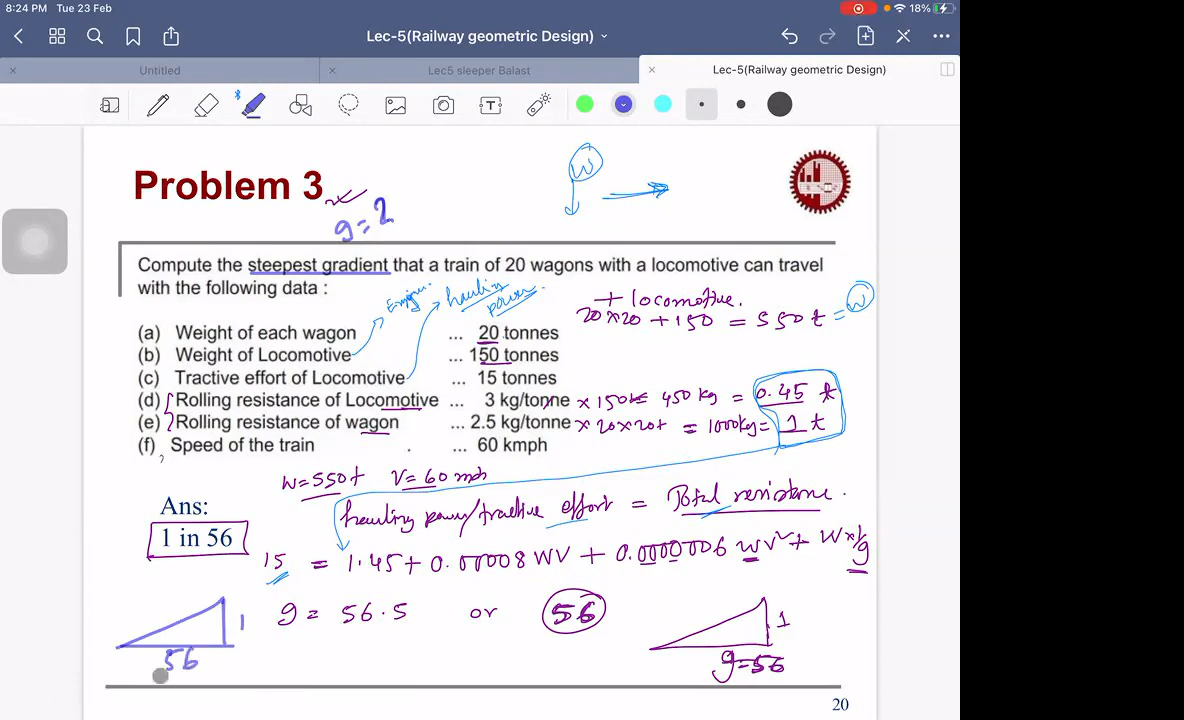 8:24 PM Tue 23 Feb
18%
Lec-5(Railway geometric Design)
Untitled
Lec5 sleeper Balast
Lec-5(Railway geometric Design)
Problem 3
g = 2
W
Compute the steepest gradient that a train of 20 wagons with a locomotive can travel
with the following data :
Engine.
hauling power.
+ locomotive.
20x20 + 150 = 550 t = W
(a) Weight of each wagon ... 20 tonnes
(b) Weight of Locomotive ... 150 tonnes
(c) Tractive effort of Locomotive ... 15 tonnes
(d) Rolling resistance of Locomotive ... 3 kg/tonne x 150t = 450 kg = 0.45 t
(e) Rolling resistance of wagon ... 2.5 kg/tonne x 20x20t = 1000kg = 1 t
(f) Speed of the train ... 60 kmph
W=550t V=60 mph
Ans:
1 in 56
hauling power/tractive effort = Total resistance.
15 = 1.45 + 0.00008 WV + 0.0000006 WV² + W x 1/g
g = 56.5 or 56
1
56
1
g=56
20